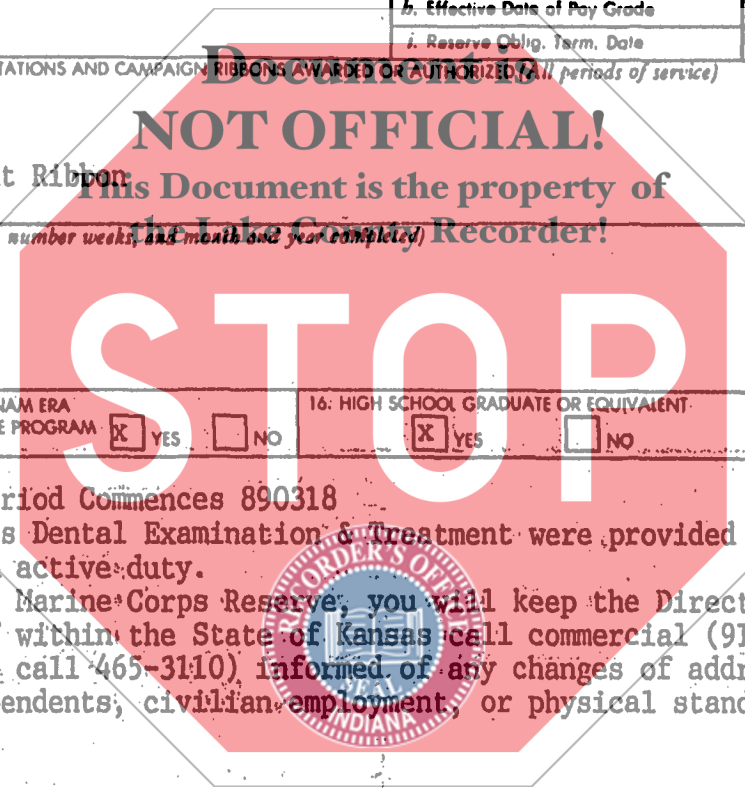 h. Effective Date of Pay Grade
i. Reserve Oblig. Term. Date
TATIONS AND CAMPAIGN RIBBONS AWARDED OR AUTHORIZED (All periods of service)
Document is
NOT OFFICIAL!
t Ribbon
This Document is the property of
the Lake County Recorder!
number weeks, and month and year completed)
STOP
NAM ERA
E PROGRAM X YES NO
16. HIGH SCHOOL GRADUATE OR EQUIVALENT
X YES NO
riod Commences 890318
s Dental Examination & Treatment were provided
active duty.
Marine Corps Reserve, you will keep the Direct
within the State of Kansas call commercial (91
call 465-3110) informed of any changes of addr
pendents, civilian employment, or physical stand
RECORDER'S OFFICE
SEAL
INDIANA